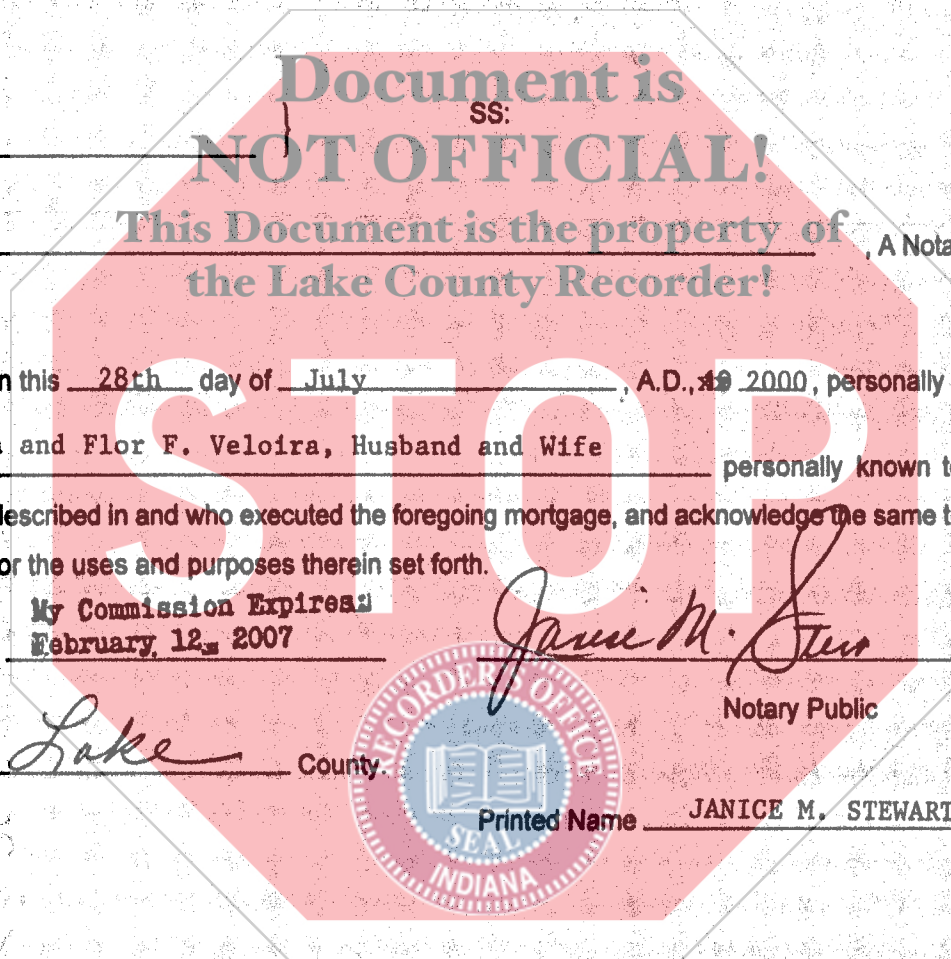 Document is
SS:
NOT OFFICIAL!
This Document is the property of
, A Nota
the Lake County Recorder!
n this 28th day of July , A.D., 2000, personally
and Flor F. Veloira, Husband and Wife
personally known t
STOP
described in and who executed the foregoing mortgage, and acknowledge the same t
or the uses and purposes therein set forth.
My Commission Expires:
February 12, 2007
Janice M. Stewart
Notary Public
Lake County.
Printed Name JANICE M. STEWART
RECORDER'S OFFICE
SEAL
INDIANA